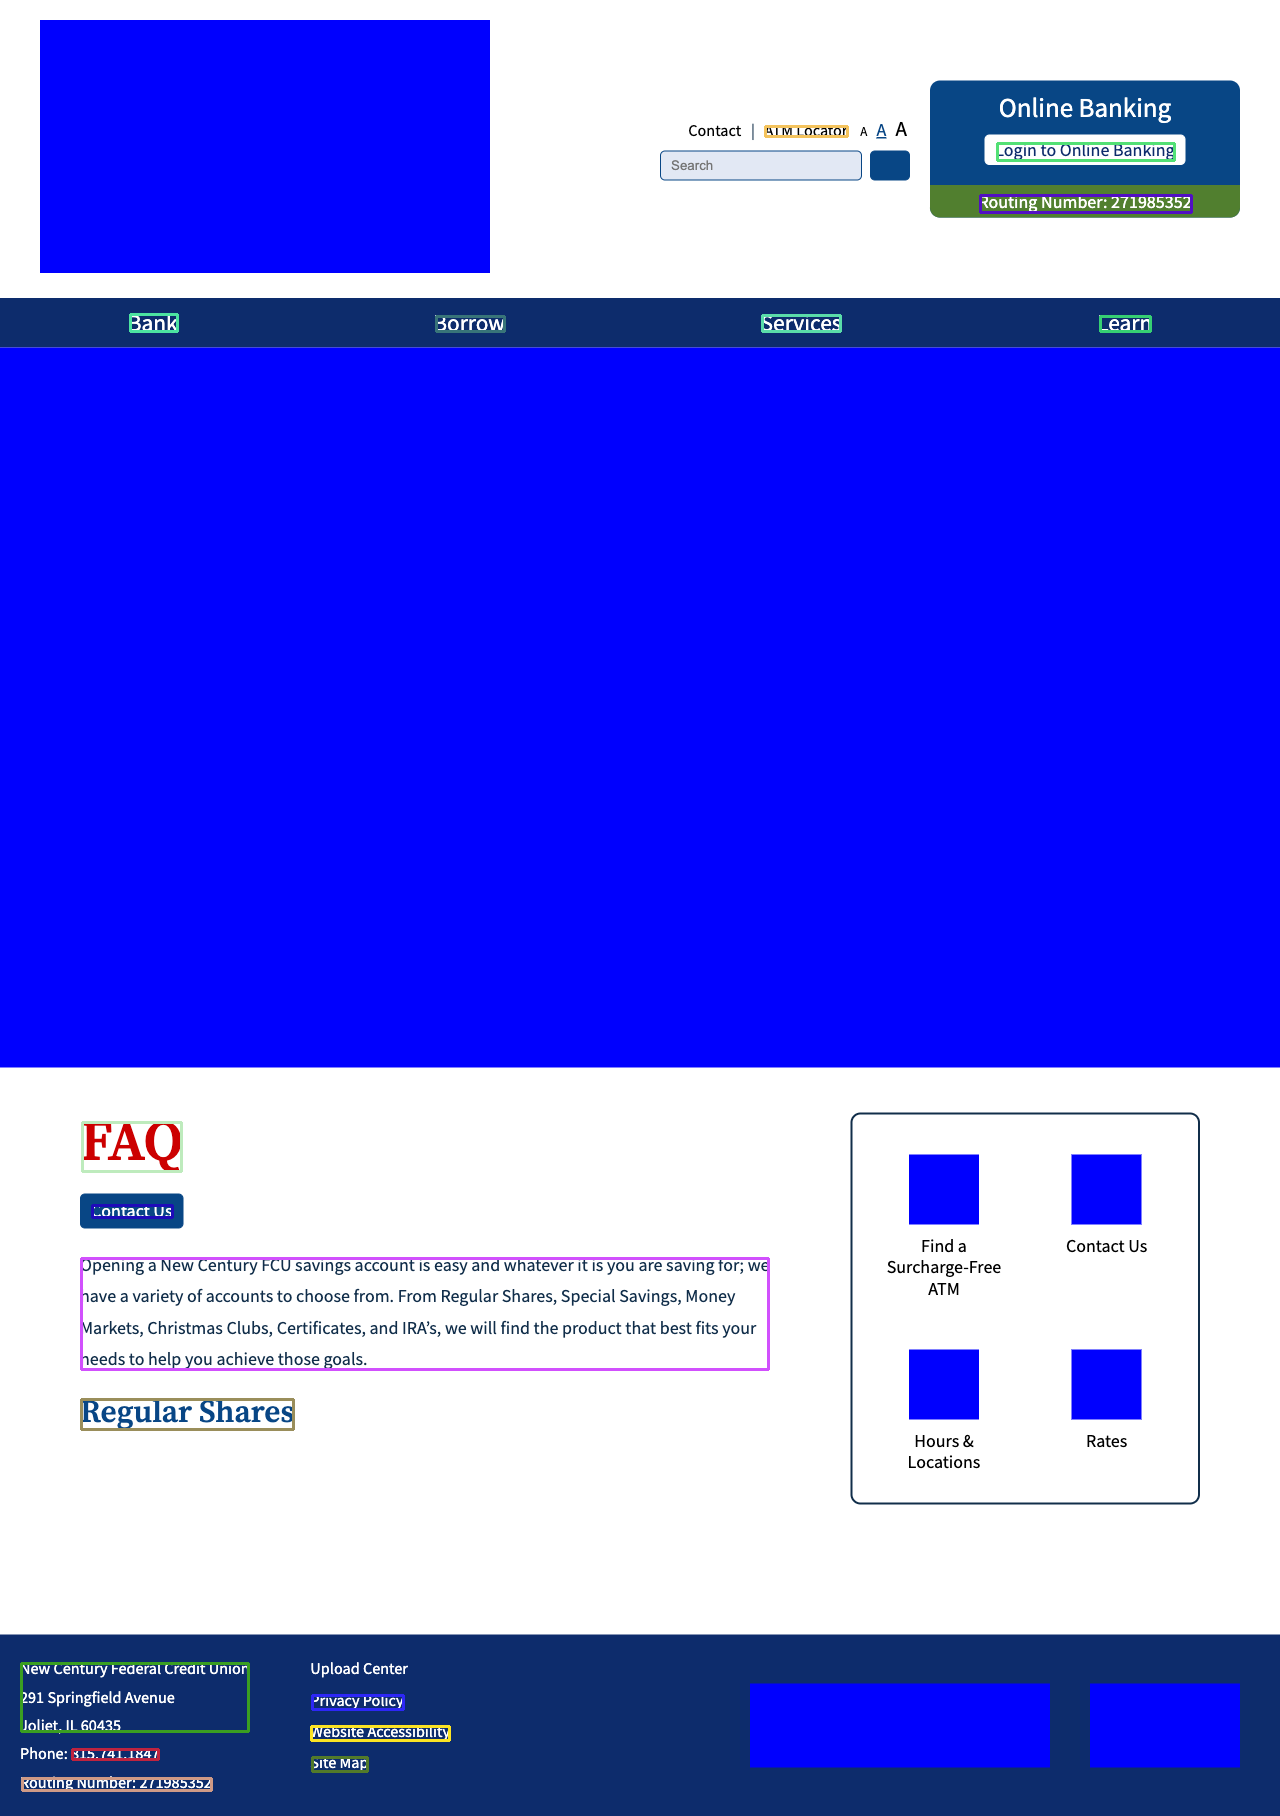 Contact | ATM Locator A A A
Search
Online Banking
Login to Online Banking
Routing Number: 271985352
Bank
Borrow
Services
Learn
FAQ
Contact Us
Opening a New Century FCU savings account is easy and whatever it is you are saving for; we
have a variety of accounts to choose from. From Regular Shares, Special Savings, Money
Markets, Christmas Clubs, Certificates, and IRA’s, we will find the product that best fits your
needs to help you achieve those goals.
Regular Shares
Find a
Surcharge-Free
ATM
Contact Us
Hours &
Locations
Rates
New Century Federal Credit Union
291 Springfield Avenue
Joliet, IL 60435
Phone: 815.741.1847
Routing Number: 271985352
Upload Center
Privacy Policy
Website Accessibility
Site Map